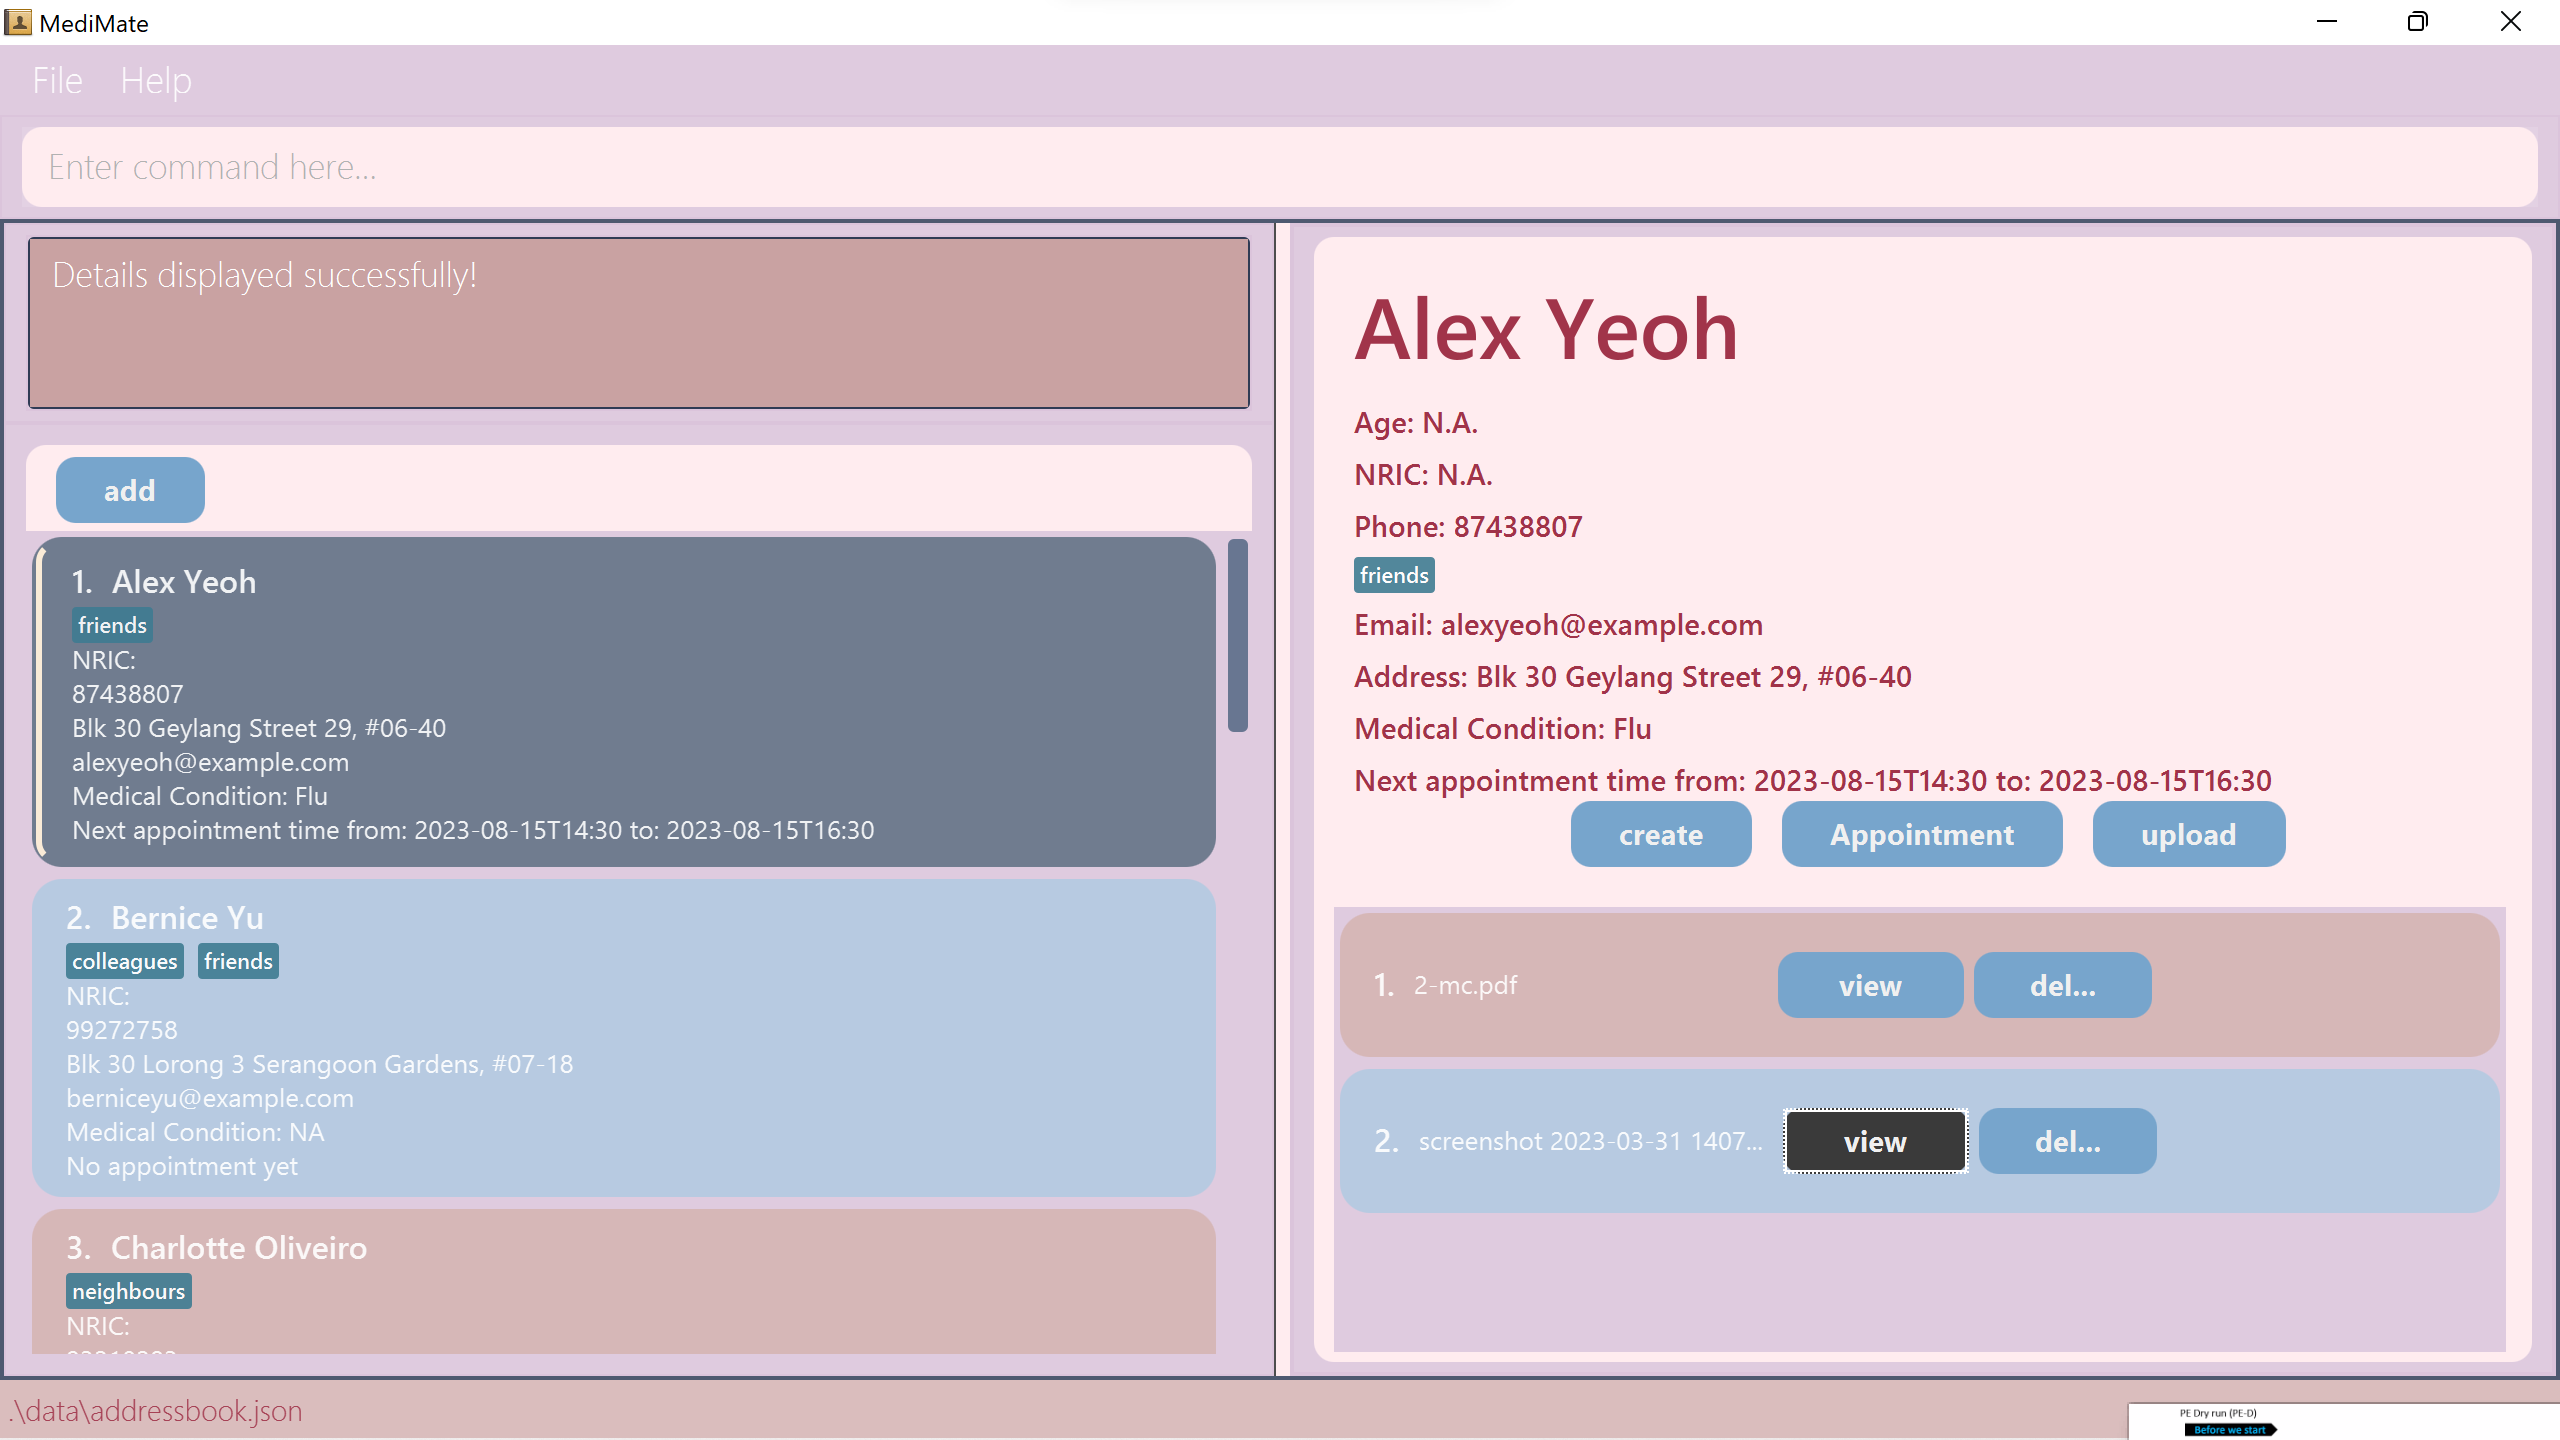 MediMate
File Help
Enter command here...
Details displayed successfully!
add
1. Alex Yeoh
friends
NRIC:
87438807
Blk 30 Geylang Street 29, #06-40
alexyeoh@example.com
Medical Condition: Flu
Next appointment time from: 2023-08-15T14:30 to: 2023-08-15T16:30
2. Bernice Yu
colleagues friends
NRIC:
99272758
Blk 30 Lorong 3 Serangoon Gardens, #07-18
berniceyu@example.com
Medical Condition: NA
No appointment yet
3. Charlotte Oliveiro
neighbours
NRIC:
Alex Yeoh
Age: N.A.
NRIC: N.A.
Phone: 87438807
friends
Email: alexyeoh@example.com
Address: Blk 30 Geylang Street 29, #06-40
Medical Condition: Flu
Next appointment time from: 2023-08-15T14:30 to: 2023-08-15T16:30
create Appointment upload
1. 2-mc.pdf view del...
2. screenshot 2023-03-31 1407... view del...
.\data\addressbook.json
PE Dry run (PE-D)
Before we start